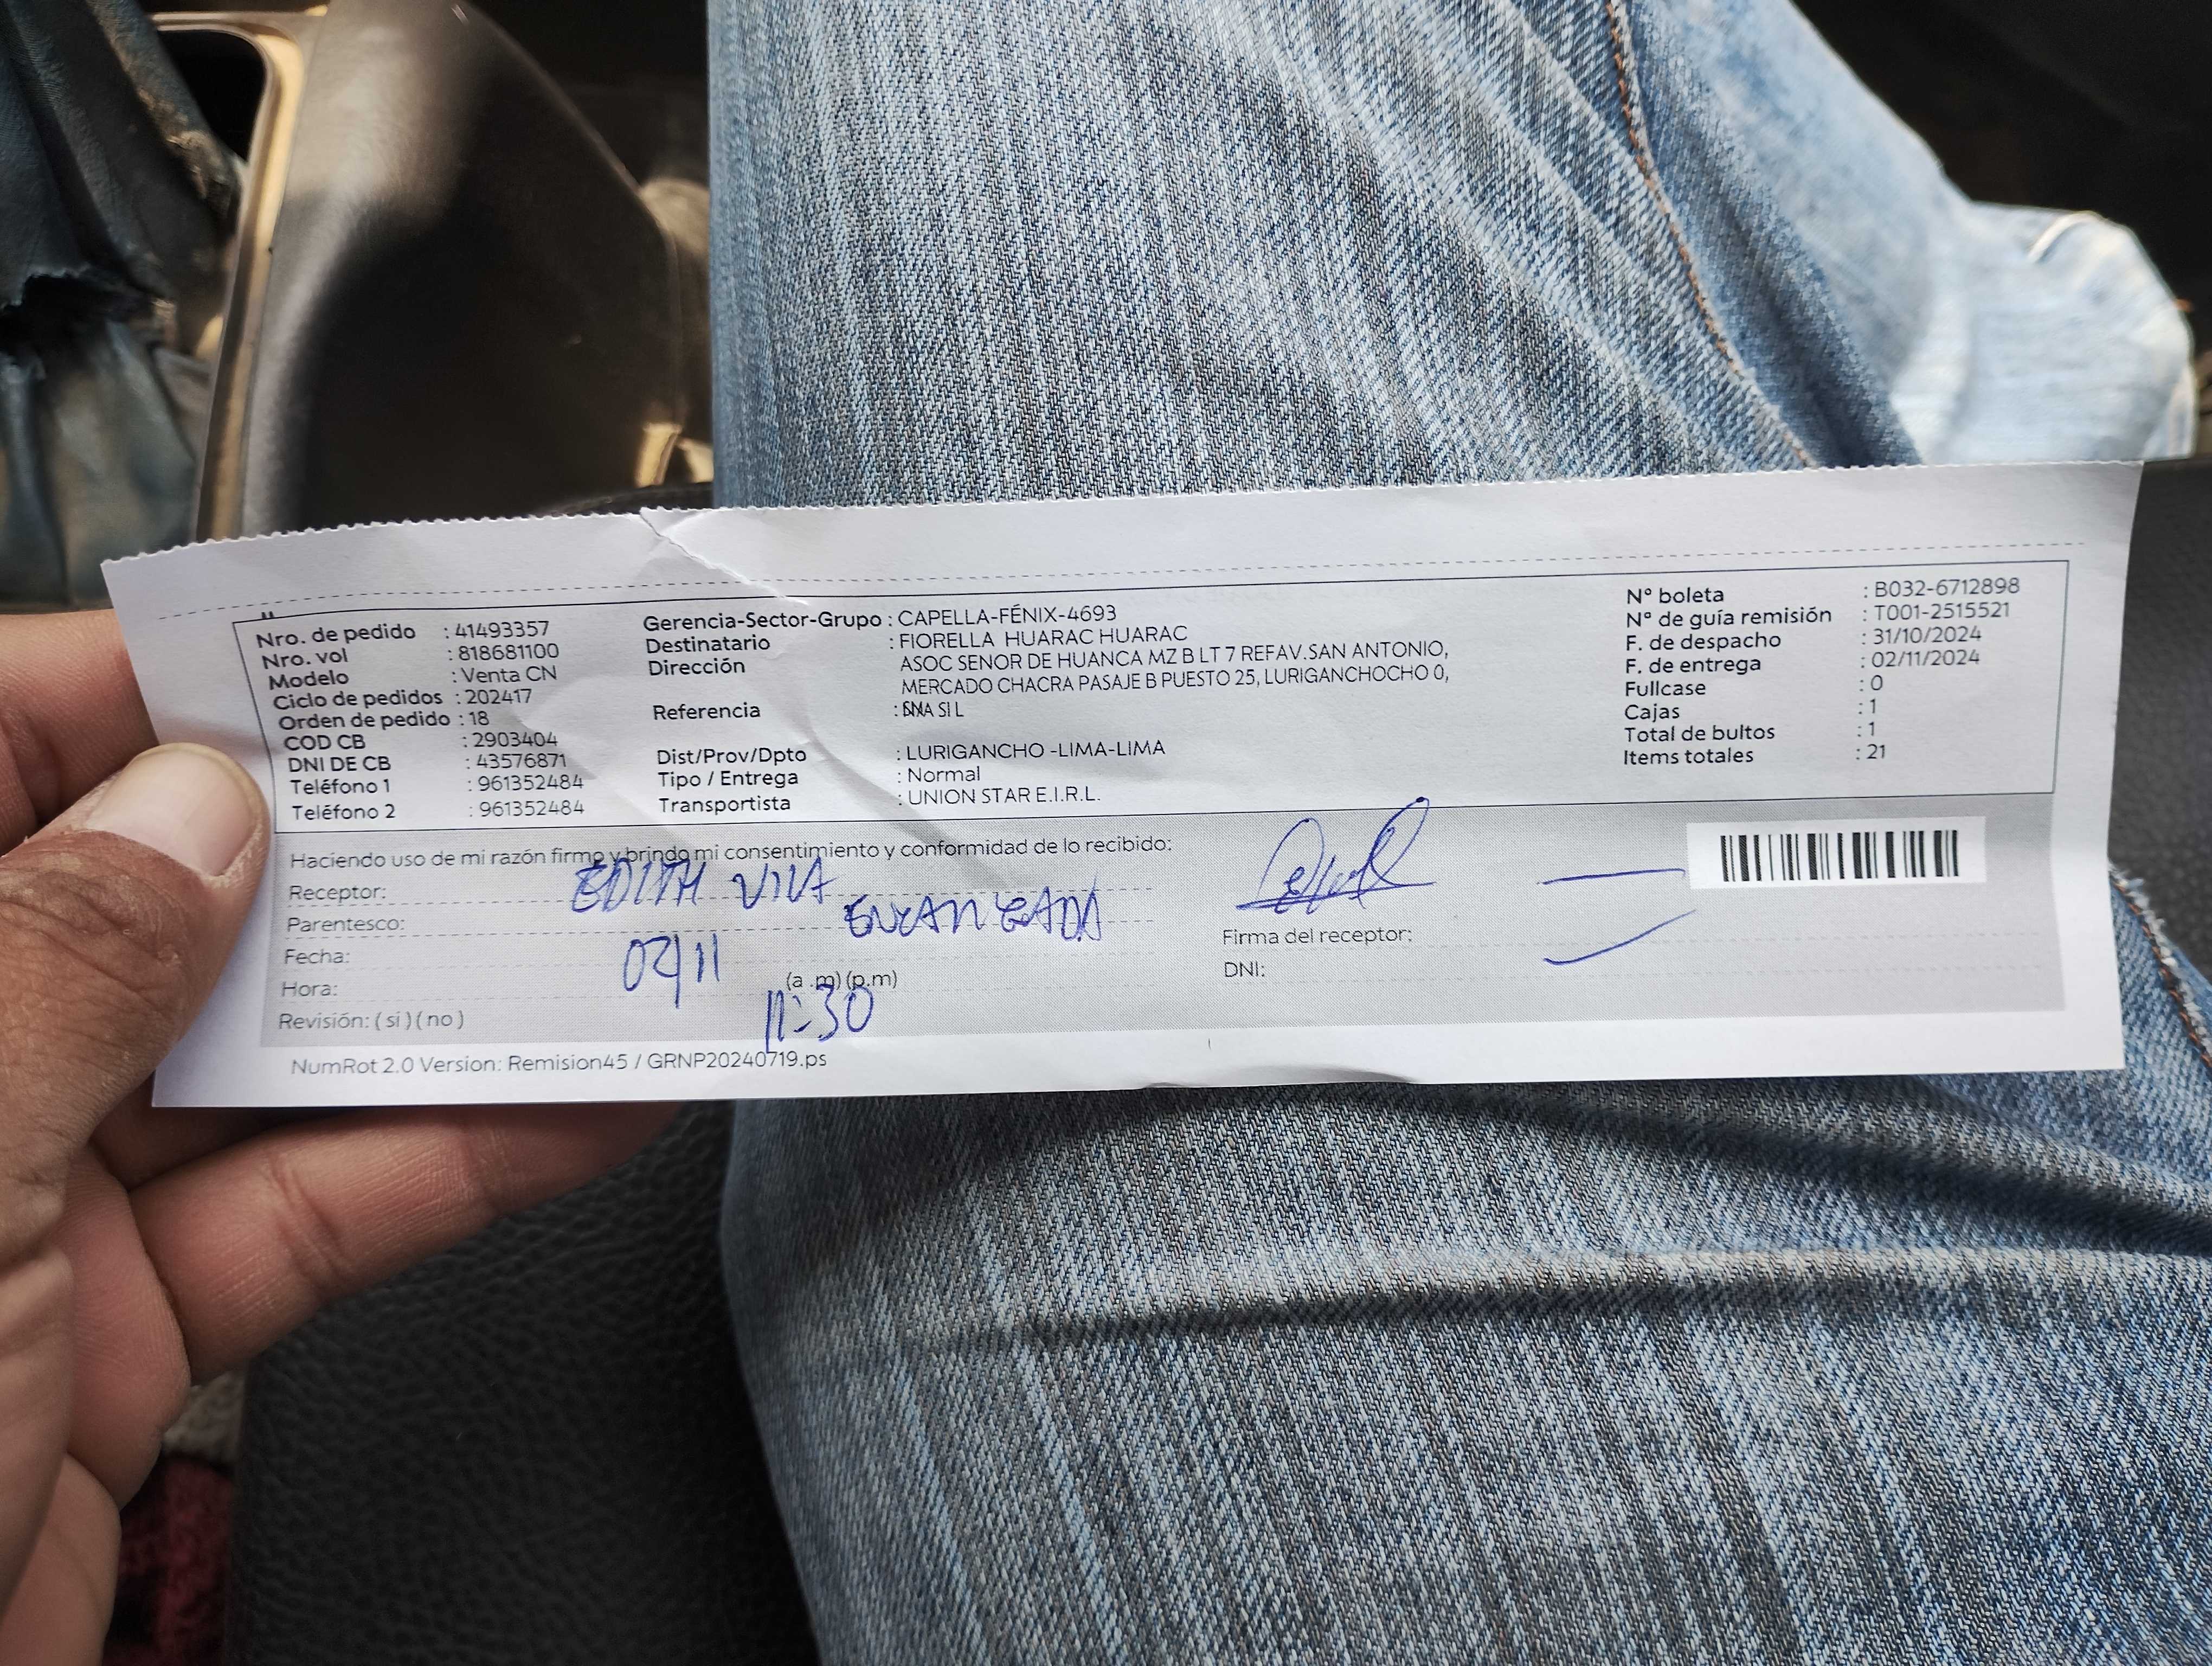 Nro. de pedido : 41493357
Nro. vol : 818681100
Modelo : Venta CN
Ciclo de pedidos : 202417
Orden de pedido : 18
COD CB : 2903404
DNI DE CB : 43576871
Teléfono 1 : 961352484
Teléfono 2 : 961352484
Gerencia-Sector-Grupo : CAPELLA-FÉNIX-4693
Destinatario : FIORELLA HUARAC HUARAC
Dirección : ASOC SENOR DE HUANCA MZ B LT 7 REFAV.SAN ANTONIO,
MERCADO CHACRA PASAJE B PUESTO 25, LURIGANCHOCHO 0,
Referencia :
Dist/Prov/Dpto : LURIGANCHO -LIMA-LIMA
Tipo / Entrega : Normal
Transportista : UNION STAR E.I.R.L.
N° boleta : B032-6712898
N° de guía remisión : T001-2515521
F. de despacho : 31/10/2024
F. de entrega : 02/11/2024
Fullcase : 0
Cajas : 1
Total de bultos : 1
Items totales : 21
Haciendo uso de mi razón firmo y brindo mi consentimiento y conformidad de lo recibido:
Receptor: EDITH
Parentesco: ENCARGADA
Fecha: 02/11
Hora: (a .m) (p.m)
11:30
Revisión: ( si ) ( no )
Firma del receptor:
DNI:
NumRot 2.0 Version: Remision45 / GRNP20240719.ps